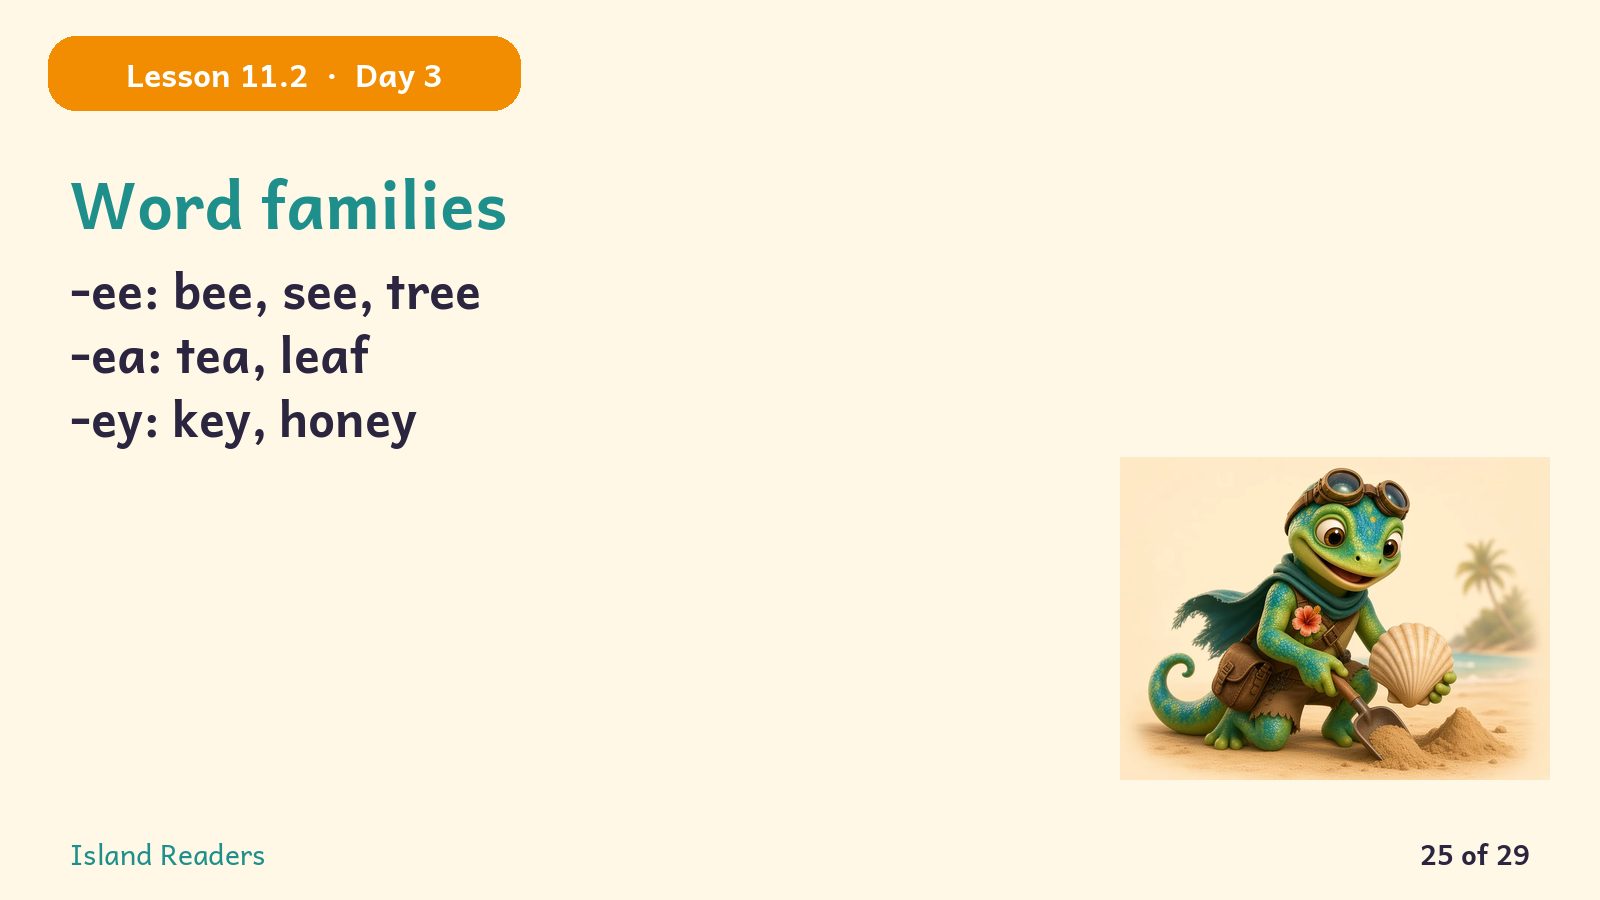 Lesson 11.2 · Day 3
Word families
-ee: bee, see, tree
-ea: tea, leaf
-ey: key, honey
Island Readers
25 of 29